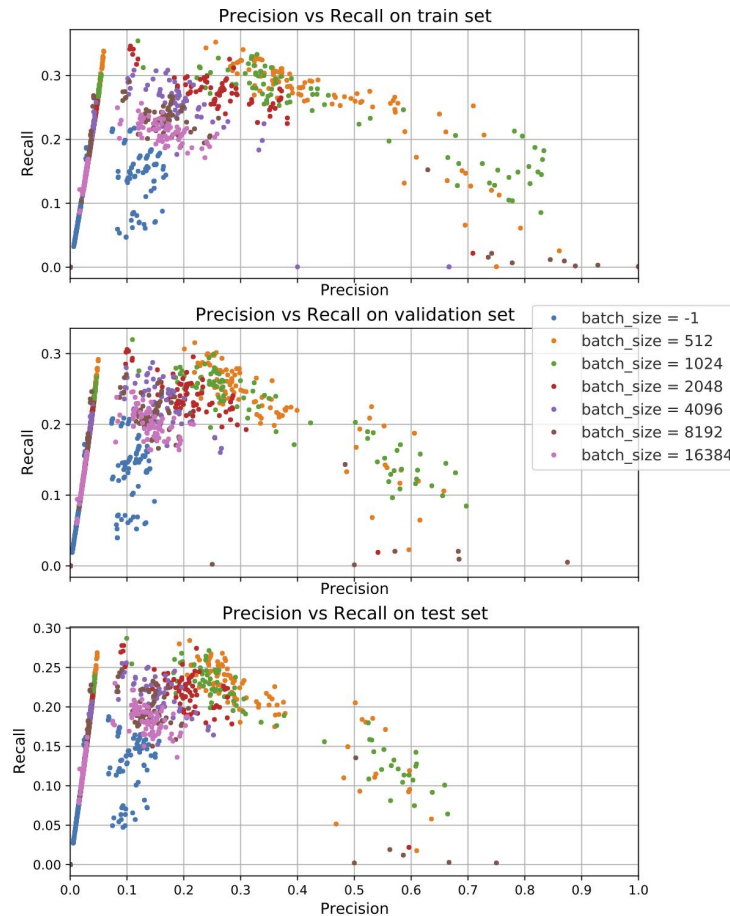 Precision vs Recall on train set
0.3
0.2
0.1
0.0
Recall
Precision
Precision vs Recall on validation set
0.3
0.2
0.1
0.0
Recall
Precision
batch_size = -1
batch_size = 512
batch_size = 1024
batch_size = 2048
batch_size = 4096
batch_size = 8192
batch_size = 16384
Precision vs Recall on test set
0.30
0.25
0.20
0.15
0.10
0.05
0.00
Recall
0.0 0.1 0.2 0.3 0.4 0.5 0.6 0.7 0.8 0.9 1.0
Precision